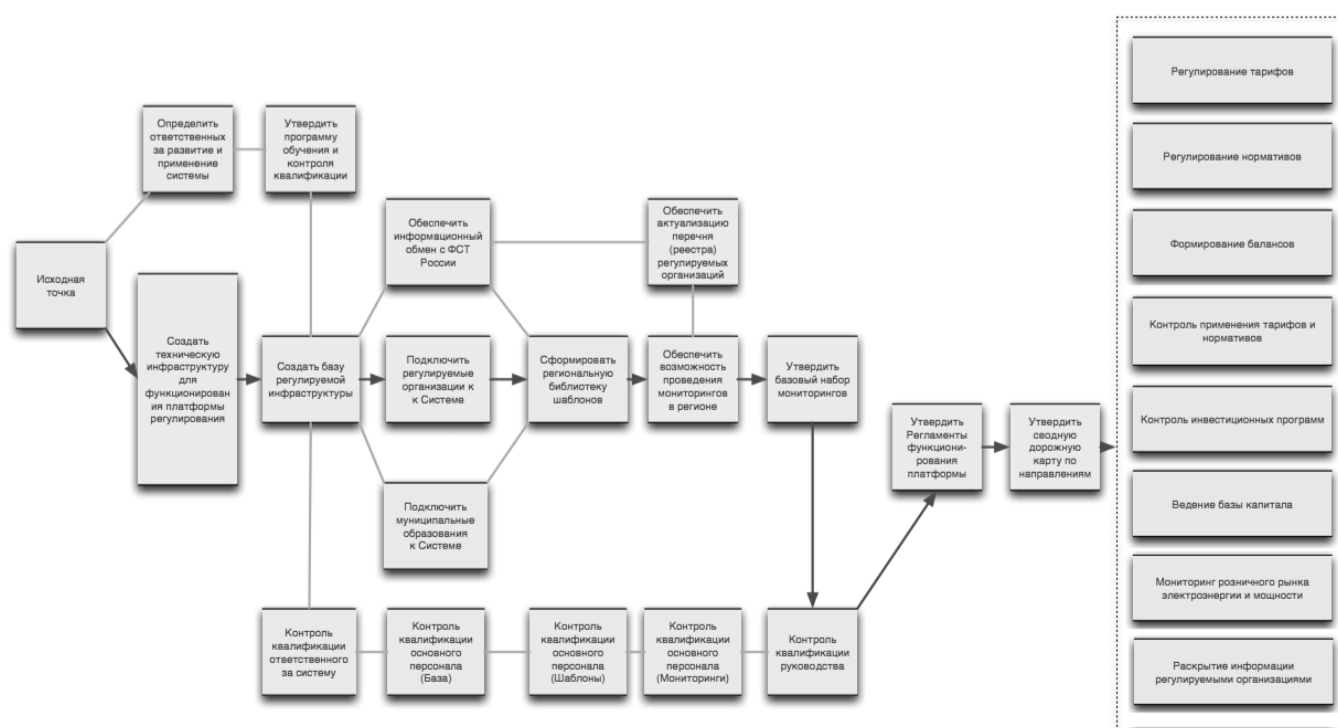 Определить
ответственных
за развитие и
применение
системы
Утвердить
программу
обучения и
контроля
квалификации
Исходная
точка
Создать
техническую
инфраструктуру
для
функционирован
ия платформы
регулирования
Создать базу
регулируемой
инфраструктуры
Обеспечить
информационный
обмен с ФСТ
России
Подключить
регулируемые
организации к
к Системе
Подключить
муниципальные
образования
к Системе
Сформировать
региональную
библиотеку
шаблонов
Обеспечить
актуализацию
перечня
(реестра)
регулируемых
организаций
Обеспечить
возможность
проведения
мониторингов
в регионе
Утвердить
базовый набор
мониторингов
Контроль
квалификации
ответственного
за систему
Контроль
квалификации
основного
персонала
(База)
Контроль
квалификации
основного
персонала
(Шаблоны)
Контроль
квалификации
основного
персонала
(Мониторинги)
Контроль
квалификации
руководства
Утвердить
Регламенты
функциони-
рования
платформы
Утвердить
сводную
дорожную
карту по
направлениям
Регулирование тарифов
Регулирование нормативов
Формирование балансов
Контроль применения тарифов и
нормативов
Контроль инвестиционных программ
Ведение базы капитала
Мониторинг розничного рынка
электроэнергии и мощности
Раскрытие информации
регулируемыми организациями